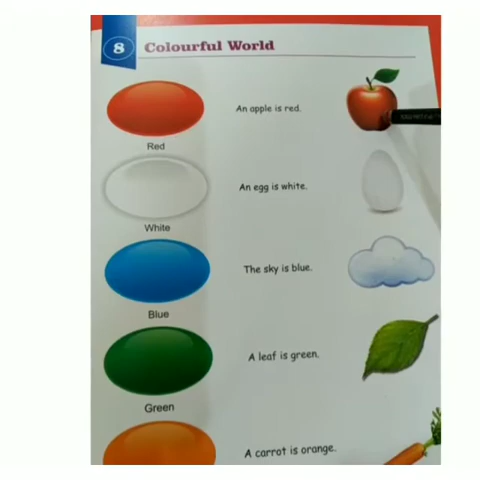 8 Colourful World
An apple is red.
Red
An egg is white.
White
The sky is blue.
Blue
A leaf is green.
Green
A carrot is orange.